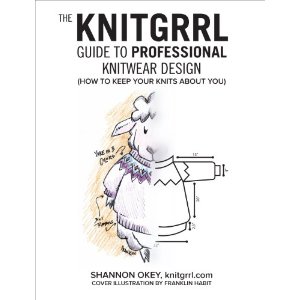 THE
KNITGRRL
GUIDE TO PROFESSIONAL
KNITWEAR DESIGN
(HOW TO KEEP YOUR KNITS ABOUT YOU)
SHANNON OKEY, knitgrrl.com
COVER ILLUSTRATION BY FRANKLIN HABIT